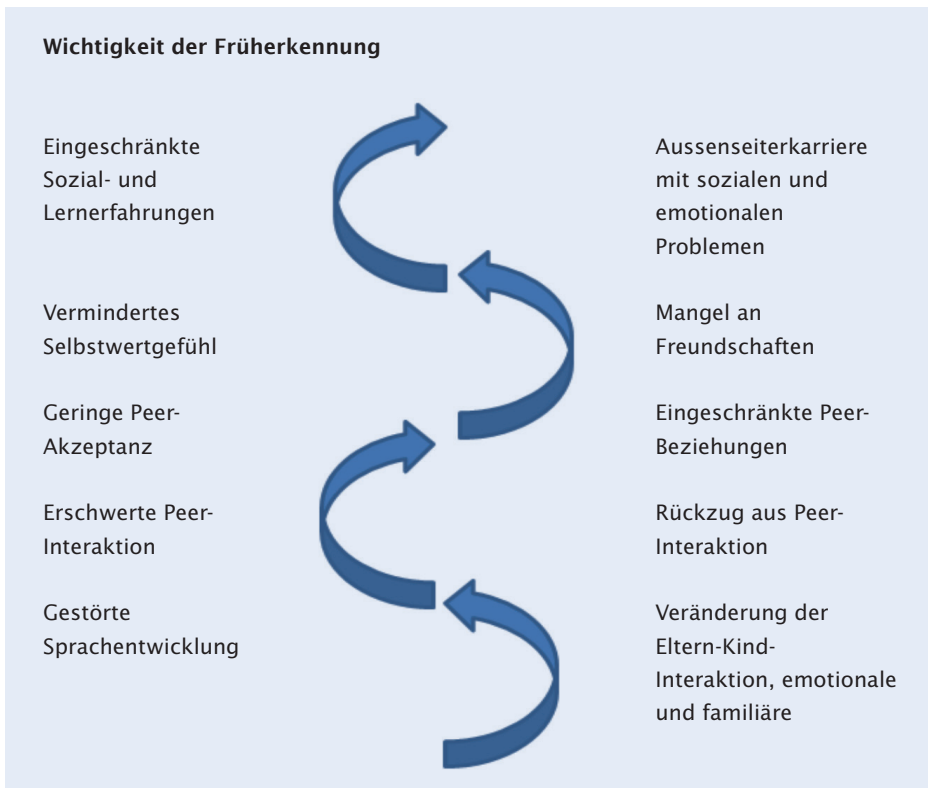 Wichtigkeit der Früherkennung
Eingeschränkte
Sozial- und
Lernerfahrungen
Aussenseiterkarriere
mit sozialen und
emotionalen
Problemen
Vermindertes
Selbstwertgefühl
Mangel an
Freundschaften
Geringe Peer-
Akzeptanz
Eingeschränkte Peer-
Beziehungen
Erschwerte Peer-
Interaktion
Rückzug aus Peer-
Interaktion
Gestörte
Sprachentwicklung
Veränderung der
Eltern-Kind-
Interaktion, emotionale
und familiäre